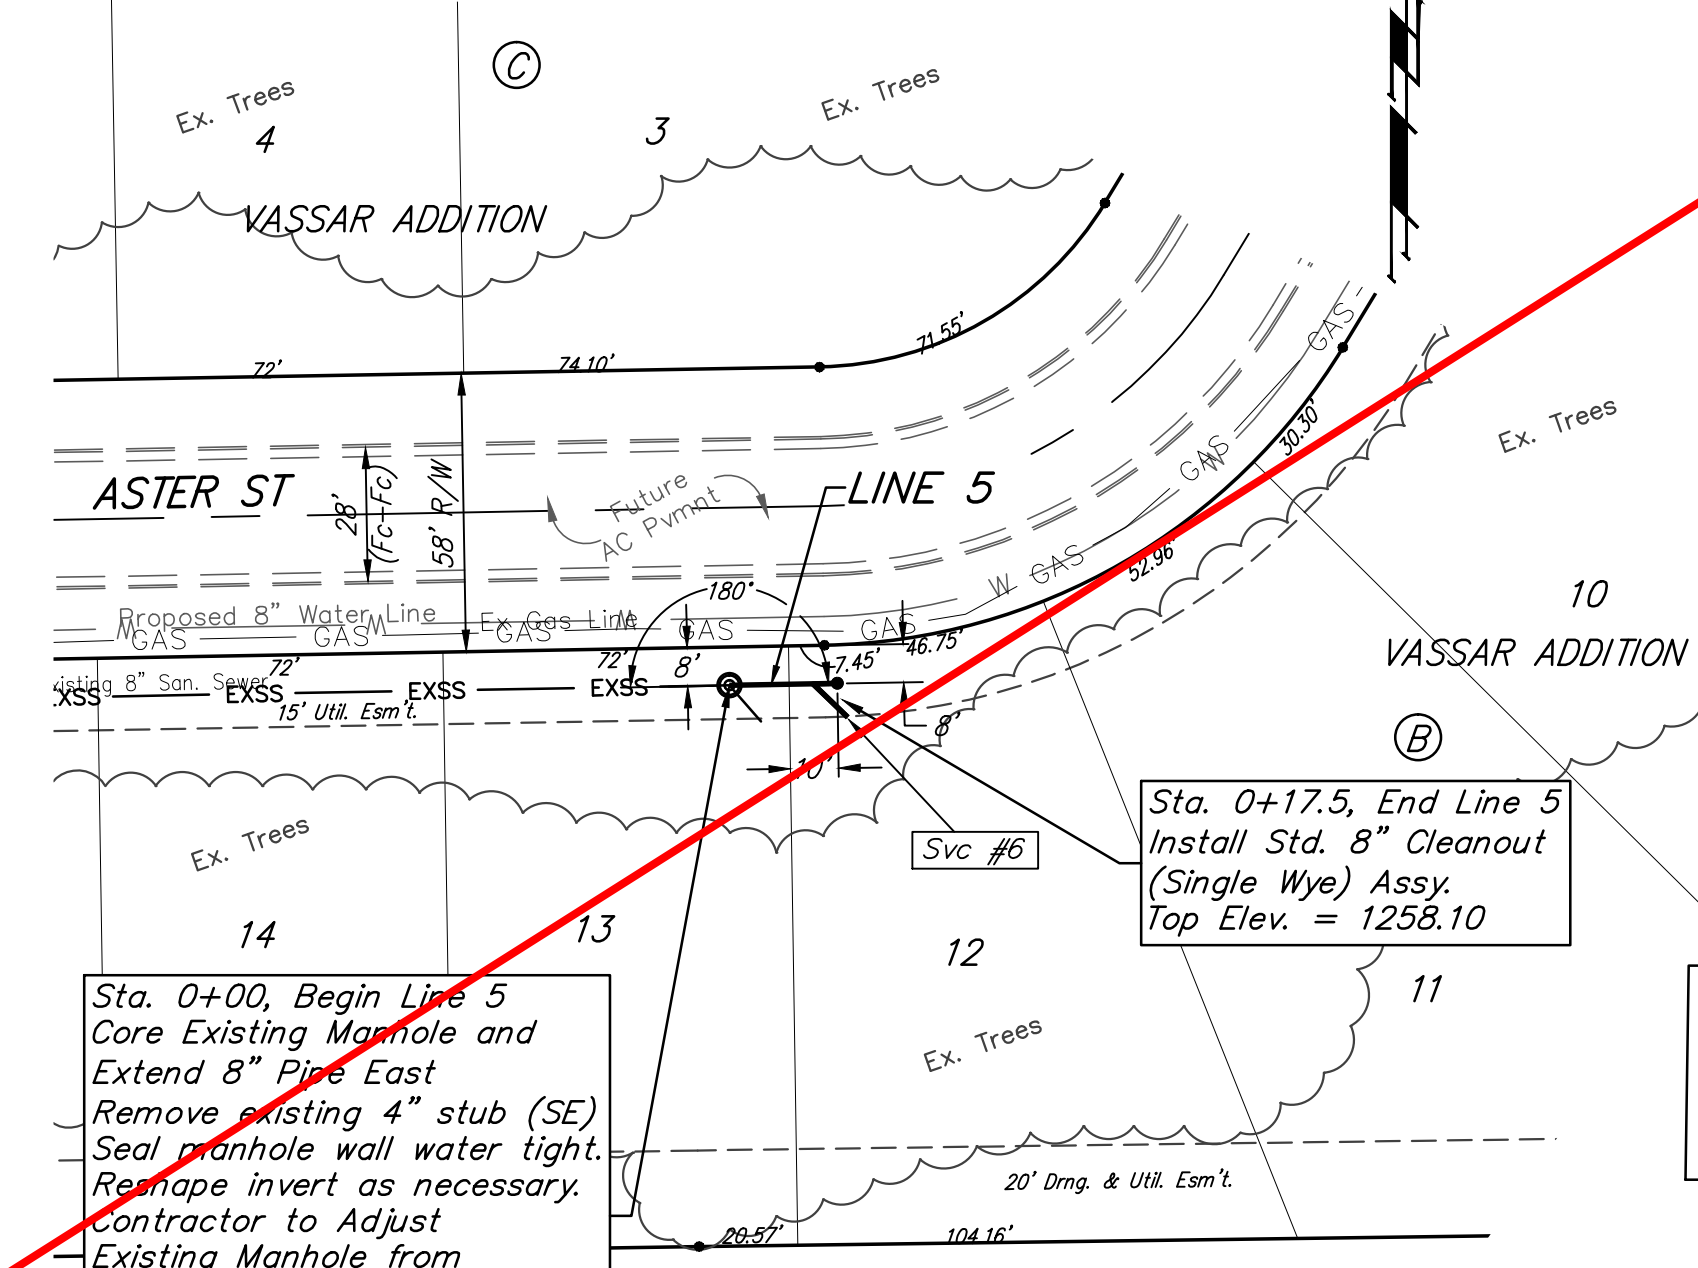 C
Ex. Trees
4
3
Ex. Trees
VASSAR ADDITION
72'
74.10'
71.55'
GAS
30.30'
Ex. Trees
ASTER ST
28'
(Fc-Fc)
58' R/W
Future
AC Pvmnt
LINE 5
GAS
W
52.96'
W
GAS
180°
Proposed 8" Water Line
Ex Gas Line
W
W
W
GAS
GAS
GAS
GAS
GAS
72'
72'
8'
7.45'
46.75'
10
VASSAR ADDITION
xisting 8" San. Sewer
EXSS
EXSS
EXSS
EXSS
15' Util. Esm't.
8'
10'
B
Ex. Trees
Svc #6
Sta. 0+17.5, End Line 5
Install Std. 8" Cleanout
(Single Wye) Assy.
Top Elev. = 1258.10
14
13
12
11
Sta. 0+00, Begin Line 5
Core Existing Manhole and
Extend 8" Pipe East
Remove existing 4" stub (SE)
Seal manhole wall water tight.
Reshape invert as necessary.
Contractor to Adjust
Existing Manhole from
Ex. Trees
20' Drng. & Util. Esm't.
20.57'
104.16'